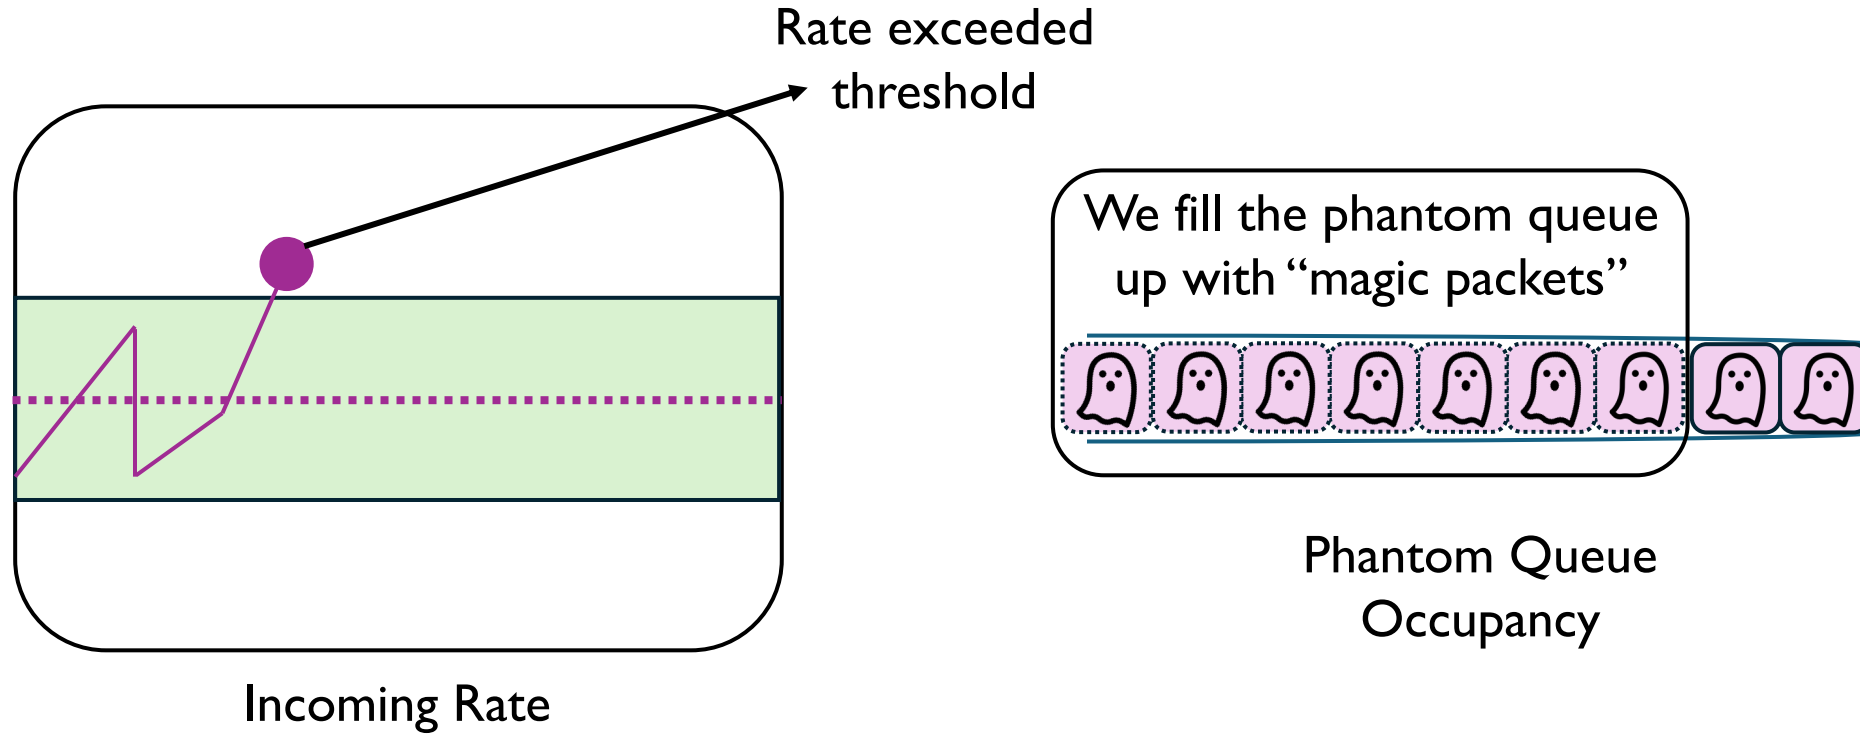 Rate exceeded
threshold
We fill the phantom queue
up with “magic packets”
Phantom Queue
Occupancy
Incoming Rate